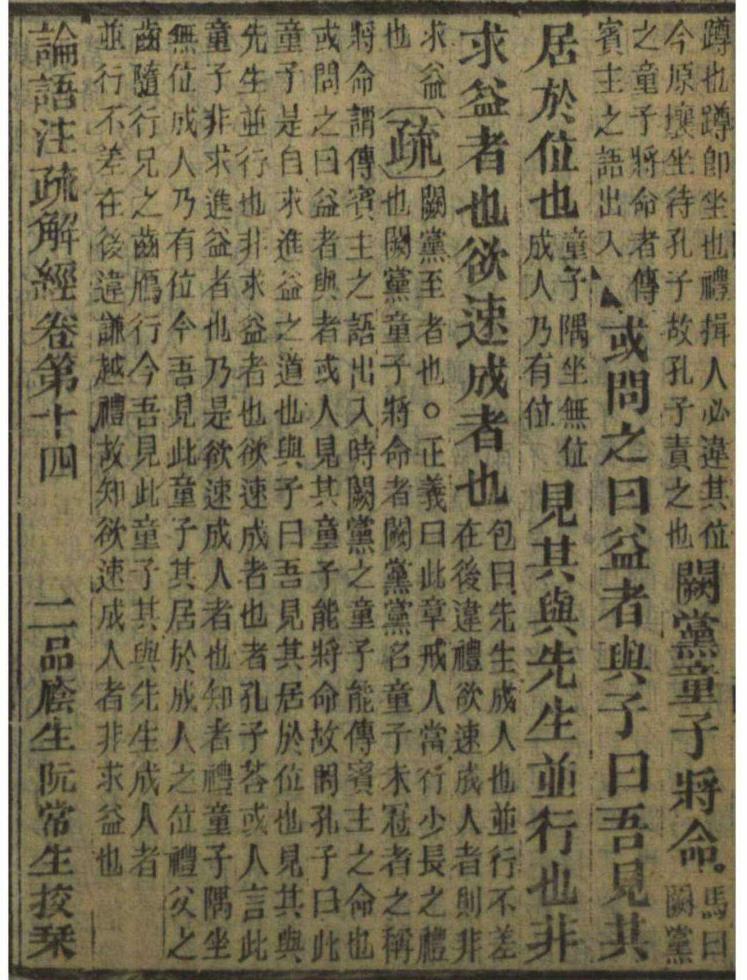 蹲也蹲即坐也禮揖人必違其位
今原壤坐待孔子故孔子責之也
闕黨童子將命
馬曰
闕黨
之童子將命者傳
賓主之語出入
或問之曰益者與子曰吾見其
居於位也
童子隅坐無位
成人乃有位
見其與先生並行也非
求益者也欲速成者也
包曰先生成人也並行不差
在後違禮欲速成人者則非
求益
也
疏
闕黨至者也○正義曰此章戒人當行少長之禮
也闕黨童子將命者闕黨黨名童子未冠者之稱
將命謂傳賓主之語出入時闕黨之童子能傳賓主之命也
或問之曰益者與者或人見其童子能將命故問孔子曰此
童子是自求進益之道也與子曰吾見其居於位也見其與
先生並行也非求益者也欲速成者也者孔子荅或人言此
童子非求進益者也乃是欲速成人者也知者禮童子隅坐
無位成人乃有位今吾見此童子其居於成人之位禮父之
齒隨行兄之齒鴈行今吾見此童子其與先生成人者
並行不差在後違謙越禮故知欲速成人者非求益也
論語注疏解經卷第十四 二品廕生阮常生挍栞